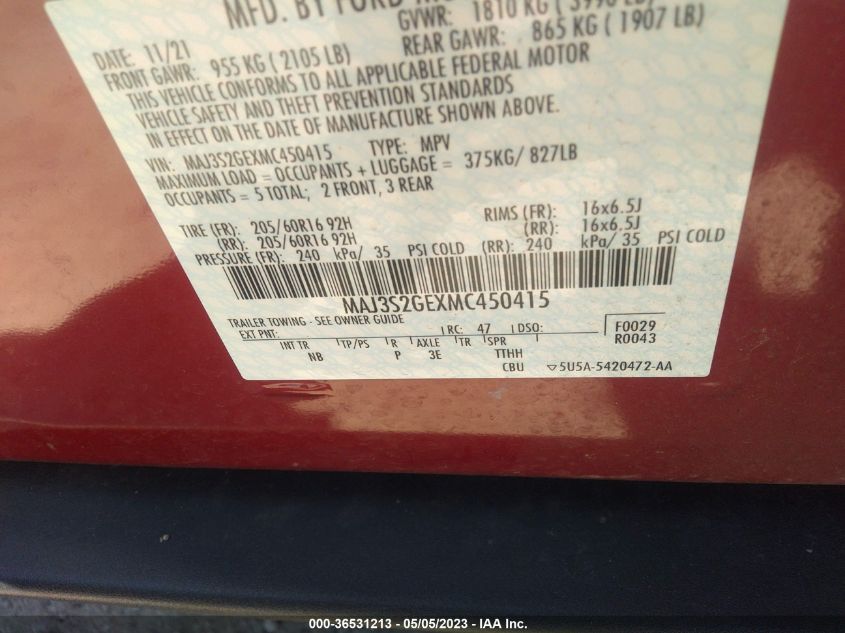 MFD. BY FORD
GVWR: 1810 KG ( 3990 LB)
DATE: 11/21
REAR GAWR: 865 KG ( 1907 LB)
FRONT GAWR: 955 KG ( 2105 LB)
THIS VEHICLE CONFORMS TO ALL APPLICABLE FEDERAL MOTOR
VEHICLE SAFETY AND THEFT PREVENTION STANDARDS
IN EFFECT ON THE DATE OF MANUFACTURE SHOWN ABOVE.
VIN: MAJ3S2GEXMC450415 TYPE: MPV
MAXIMUM LOAD = OCCUPANTS + LUGGAGE = 375KG/ 827LB
OCCUPANTS = 5 TOTAL; 2 FRONT, 3 REAR
TIRE (FR): 205/60R16 92H RIMS (FR): 16x6.5J
(RR): 205/60R16 92H (RR): 16x6.5J
PRESSURE (FR): 240 kPa/ 35 PSI COLD (RR): 240 kPa/ 35 PSI COLD
MAJ3S2GEXMC450415
TRAILER TOWING - SEE OWNER GUIDE
EXT PNT: RC: 47 DSO: F0029
INT TR TP/PS R AXLE TR SPR R0043
NB P 3E TTHH
CBU ▽5U5A-5420472-AA
000-36531213 - 05/05/2023 - IAA Inc.